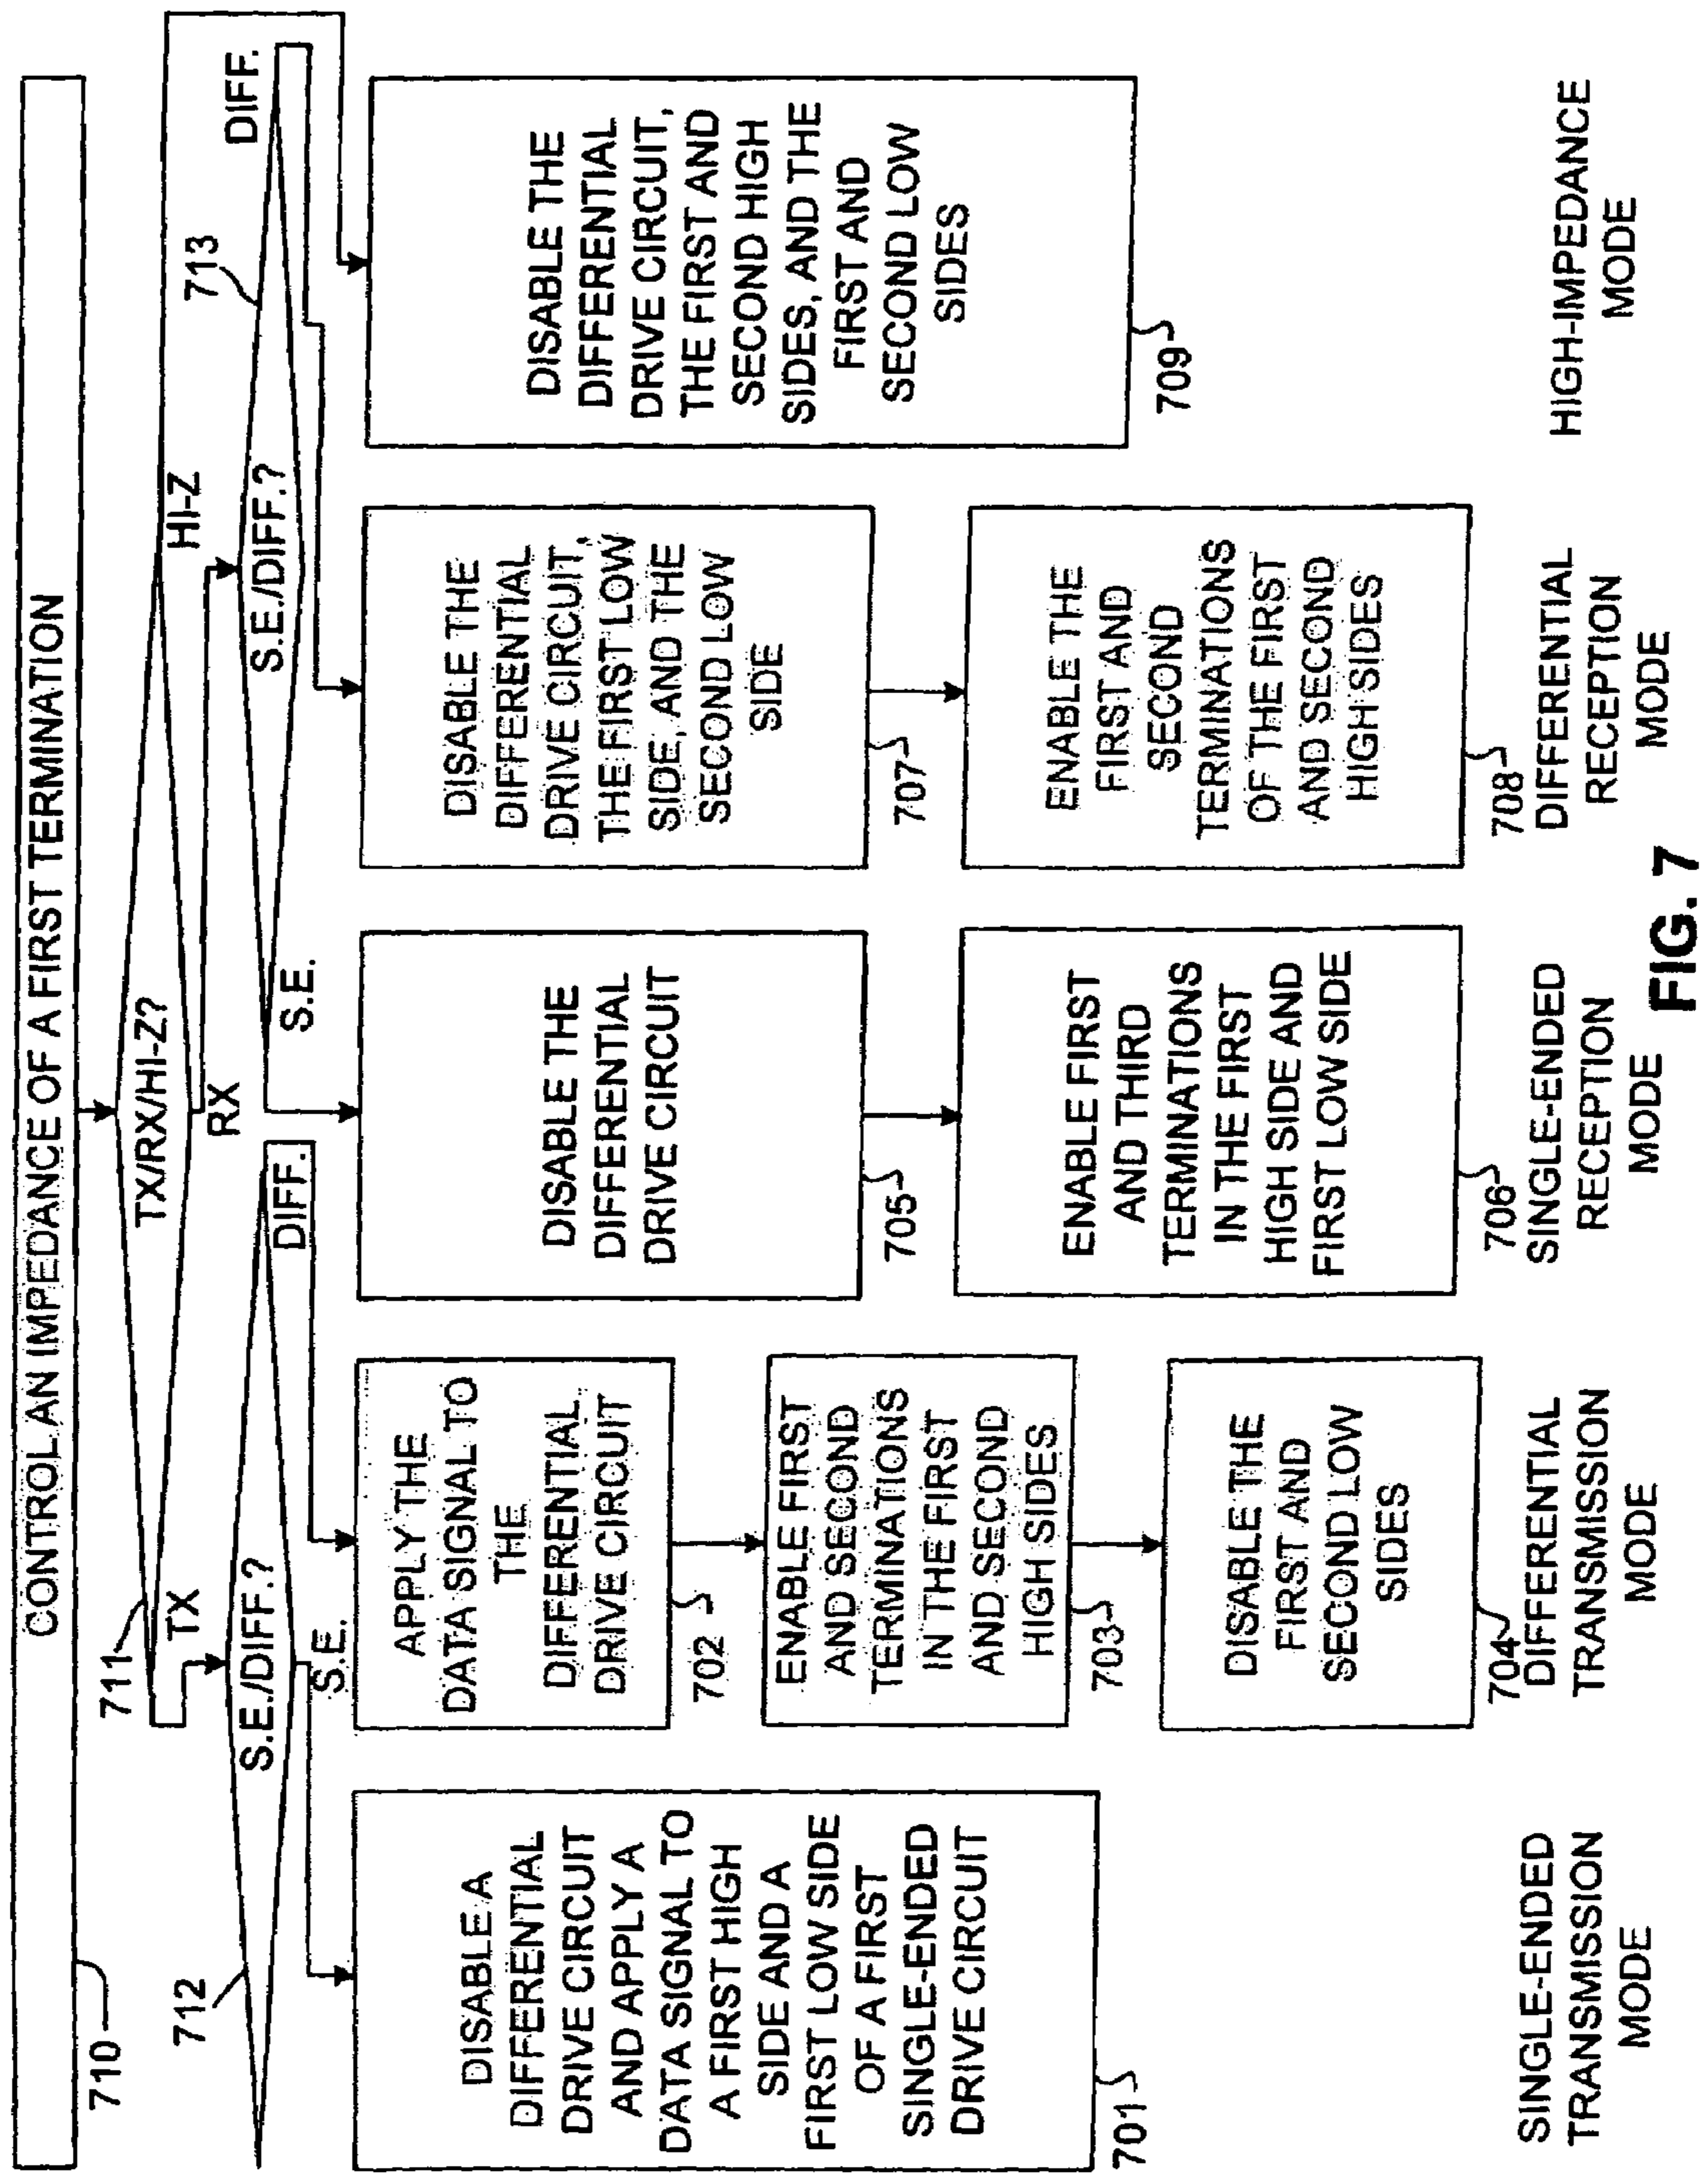 CONTROL AN IMPEDANCE OF A FIRST TERMINATION
710
711
TX/RX/HI-Z?
TX
RX
HI-Z
712
S.E./DIFF.?
S.E.
DIFF.
713
S.E./DIFF.?
S.E.
DIFF.
DISABLE A
DIFFERENTIAL
DRIVE CIRCUIT
AND APPLY A
DATA SIGNAL TO
A FIRST HIGH
SIDE AND A
FIRST LOW SIDE
OF A FIRST
SINGLE-ENDED
DRIVE CIRCUIT
701
SINGLE-ENDED
TRANSMISSION
MODE
APPLY THE
DATA SIGNAL TO
THE
DIFFERENTIAL
DRIVE CIRCUIT
702
ENABLE FIRST
AND SECOND
TERMINATIONS
IN THE FIRST
AND SECOND
HIGH SIDES
703
DISABLE THE
FIRST AND
SECOND LOW
SIDES
704
DIFFERENTIAL
TRANSMISSION
MODE
DISABLE THE
DIFFERENTIAL
DRIVE CIRCUIT
705
ENABLE FIRST
AND THIRD
TERMINATIONS
IN THE FIRST
HIGH SIDE AND
FIRST LOW SIDE
706
SINGLE-ENDED
RECEPTION
MODE
DISABLE THE
DIFFERENTIAL
DRIVE CIRCUIT,
THE FIRST LOW
SIDE, AND THE
SECOND LOW
SIDE
707
ENABLE THE
FIRST AND
SECOND
TERMINATIONS
OF THE FIRST
AND SECOND
HIGH SIDES
708
DIFFERENTIAL
RECEPTION
MODE
DISABLE THE
DIFFERENTIAL
DRIVE CIRCUIT,
THE FIRST AND
SECOND HIGH
SIDES, AND THE
FIRST AND
SECOND LOW
SIDES
709
HIGH-IMPEDANCE
MODE
FIG. 7